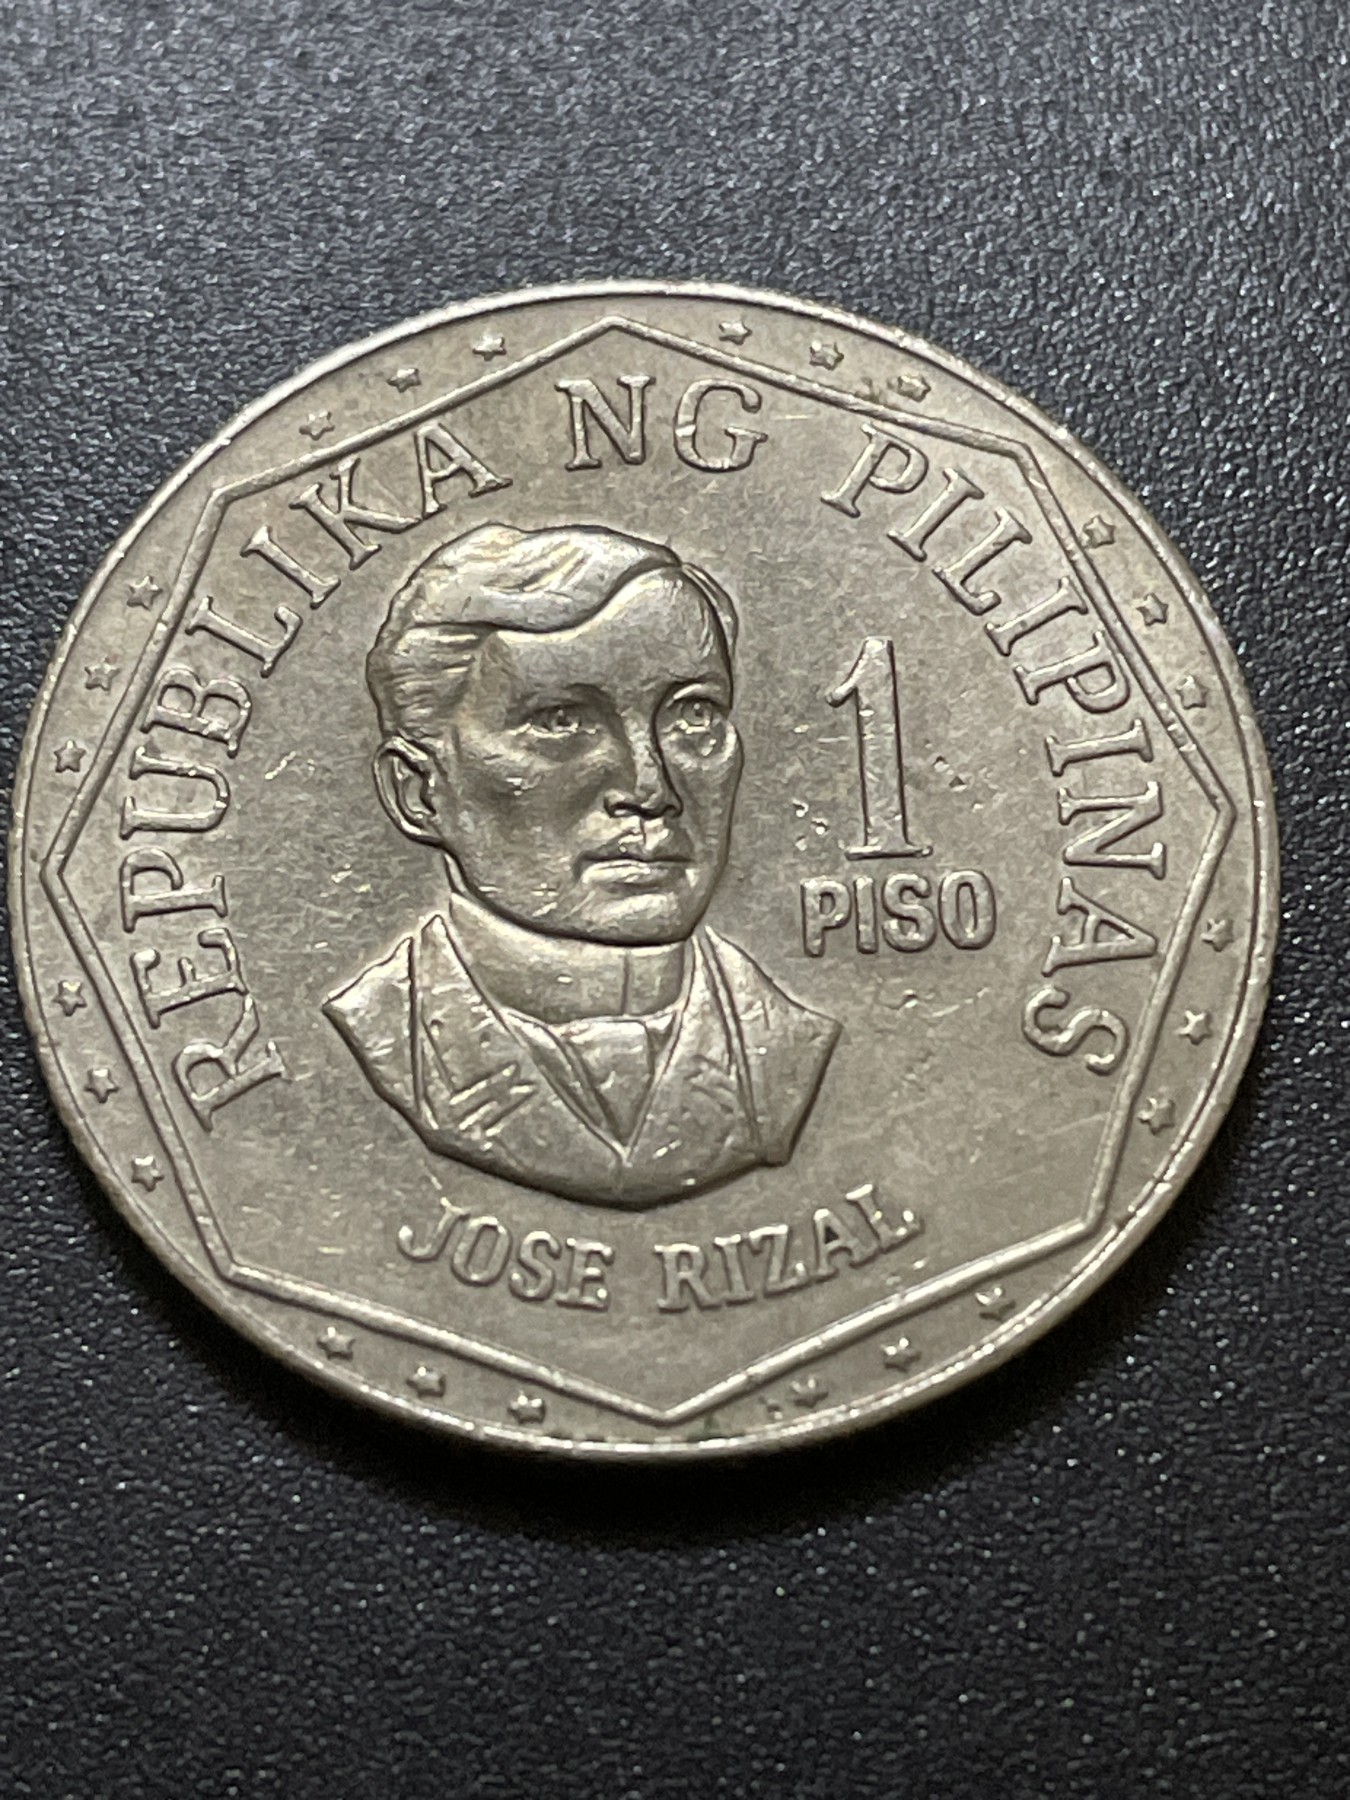 REPUBLIKA NG PILIPINAS
1
PISO
JOSE RIZAL